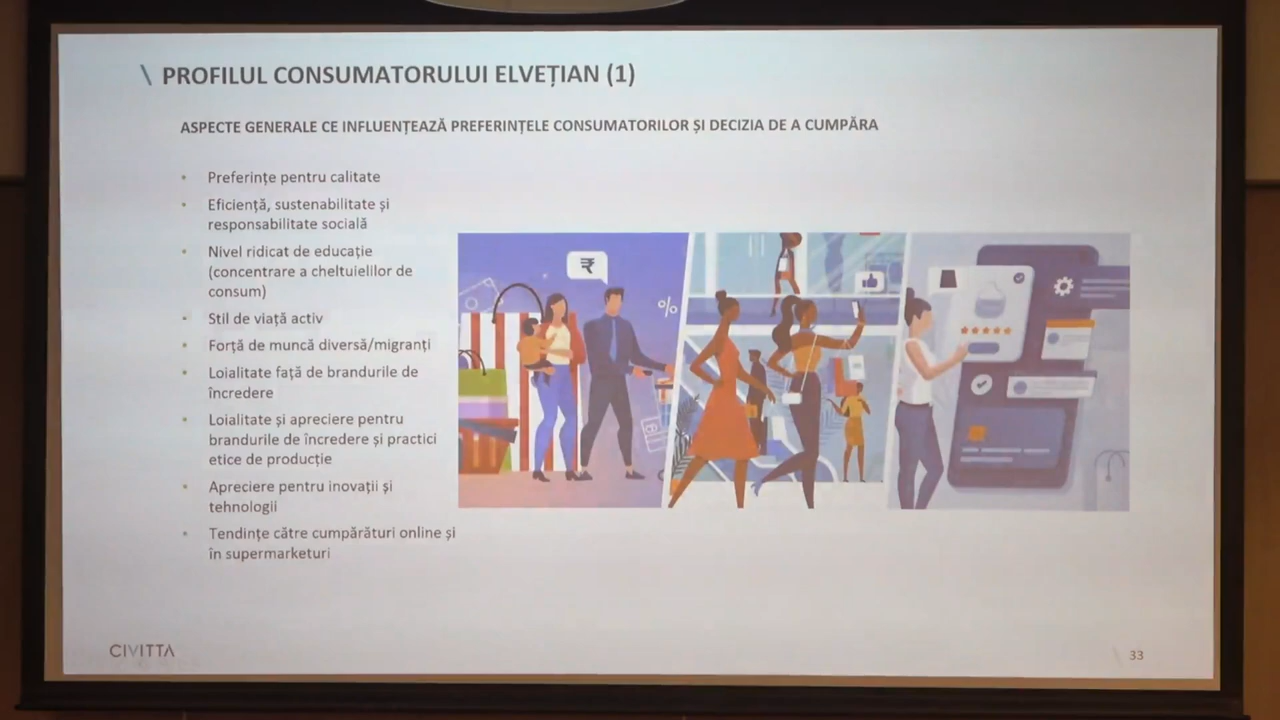 \ PROFILUL CONSUMATORULUI ELVEȚIAN (1)
ASPECTE GENERALE CE INFLUENȚEAZĂ PREFERINȚELE CONSUMATORILOR ȘI DECIZIA DE A CUMPĂRA
• Preferințe pentru calitate
• Eficiență, sustenabilitate și
responsabilitate socială
• Nivel ridicat de educație
(concentrare a cheltuielilor de
consum)
• Stil de viață activ
• Forță de muncă diversă/migranți
• Loialitate față de brandurile de
încredere
• Loialitate și apreciere pentru
brandurile de încredere și practici
etice de producție
• Apreciere pentru inovații și
tehnologii
• Tendințe către cumpărături online și
în supermarketuri
₹
%
CIVITTA
\ 33